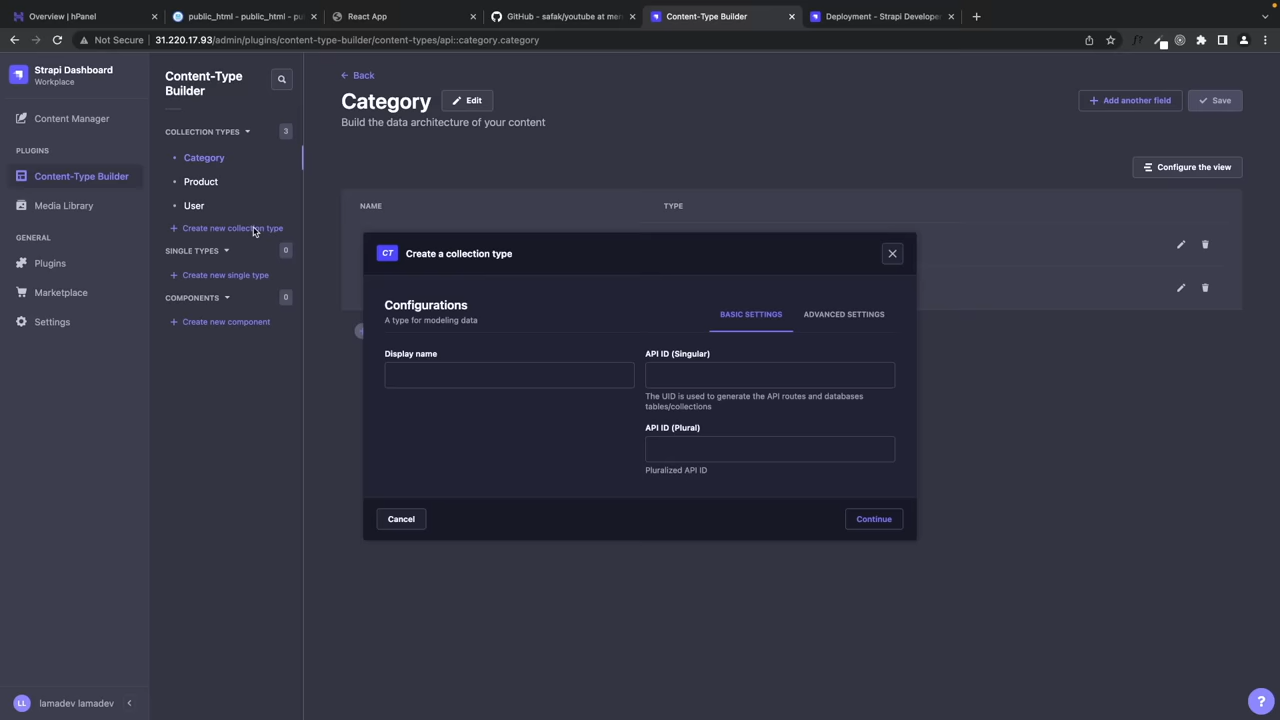 Overview | hPanel
public_html - public_html - pu
React App
GitHub - safak/youtube at mer
Content-Type Builder
Deployment - Strapi Develope
Not Secure
31.220.17.93/admin/plugins/content-type-builder/content-types/api::category.category
Strapi Dashboard
Workplace
Content Manager
PLUGINS
Content-Type Builder
Media Library
GENERAL
Plugins
Marketplace
Settings
LL
lamadev lamadev
Content-Type
Builder
COLLECTION TYPES
3
Category
Product
User
Create new collection type
SINGLE TYPES
0
Create new single type
COMPONENTS
0
Create new component
Back
Category
Edit
Build the data architecture of your content
Add another field
Save
Configure the view
NAME
TYPE
CT
Create a collection type
Configurations
A type for modeling data
BASIC SETTINGS
ADVANCED SETTINGS
Display name
API ID (Singular)
The UID is used to generate the API routes and databases
tables/collections
API ID (Plural)
Pluralized API ID
Cancel
Continue
?